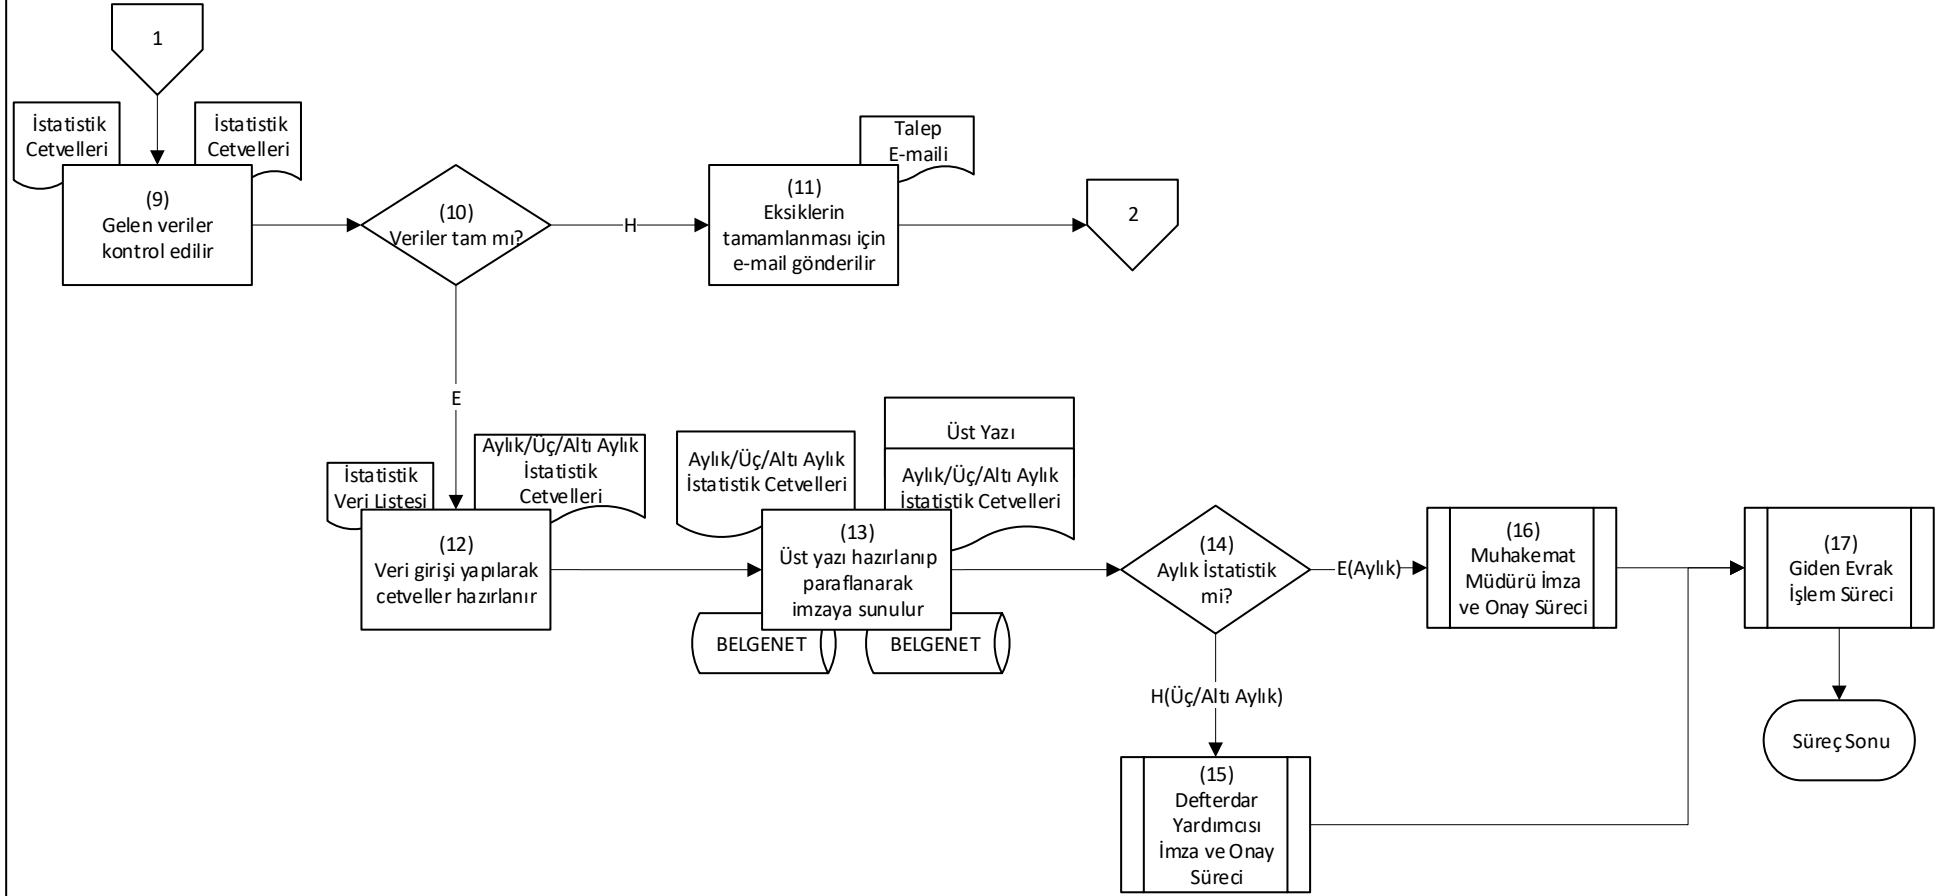 1
İstatistik
Cetvelleri
İstatistik
Cetvelleri
(9)
Gelen veriler
kontrol edilir
(10)
Veriler tam mı?
H
Talep
E-maili
(11)
Eksiklerin
tamamlanması için
e-mail gönderilir
2
E
İstatistik
Veri Listesi
Aylık/Üç/Altı Aylık
İstatistik
Cetvelleri
(12)
Veri girişi yapılarak
cetveller hazırlanır
Aylık/Üç/Altı Aylık
İstatistik Cetvelleri
Üst Yazı
Aylık/Üç/Altı Aylık
İstatistik Cetvelleri
(13)
Üst yazı hazırlanıp
paraflanarak
imzaya sunulur
BELGENET
BELGENET
(14)
Aylık İstatistik
mi?
E(Aylık)
(16)
Muhakemat
Müdürü İmza
ve Onay Süreci
(17)
Giden Evrak
İşlem Süreci
H(Üç/Altı Aylık)
Süreç Sonu
(15)
Defterdar
Yardımcısı
İmza ve Onay
Süreci